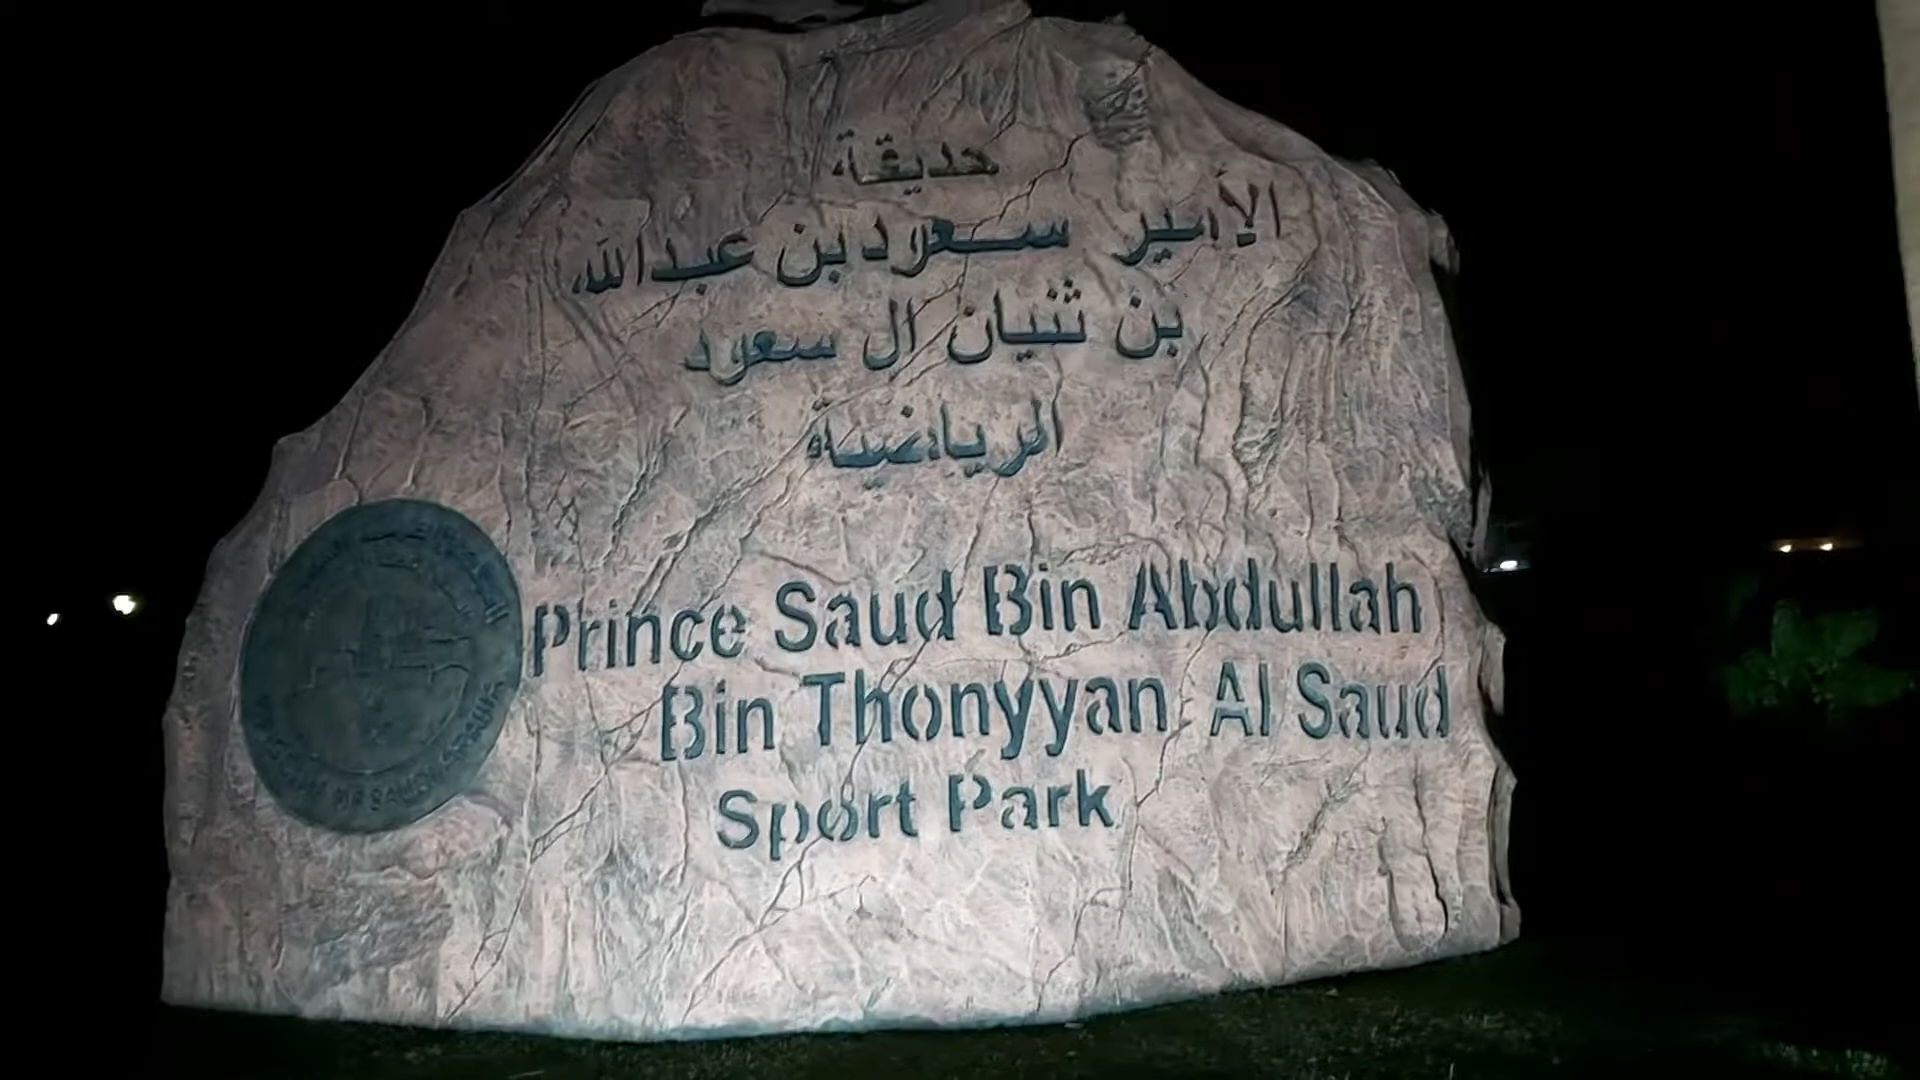 حديقة
الأمير سعود بن عبدالله
بن ثنيان ال سعود
الرياضية
Prince Saud Bin Abdullah
Bin Thonyyan Al Saud
Sport Park